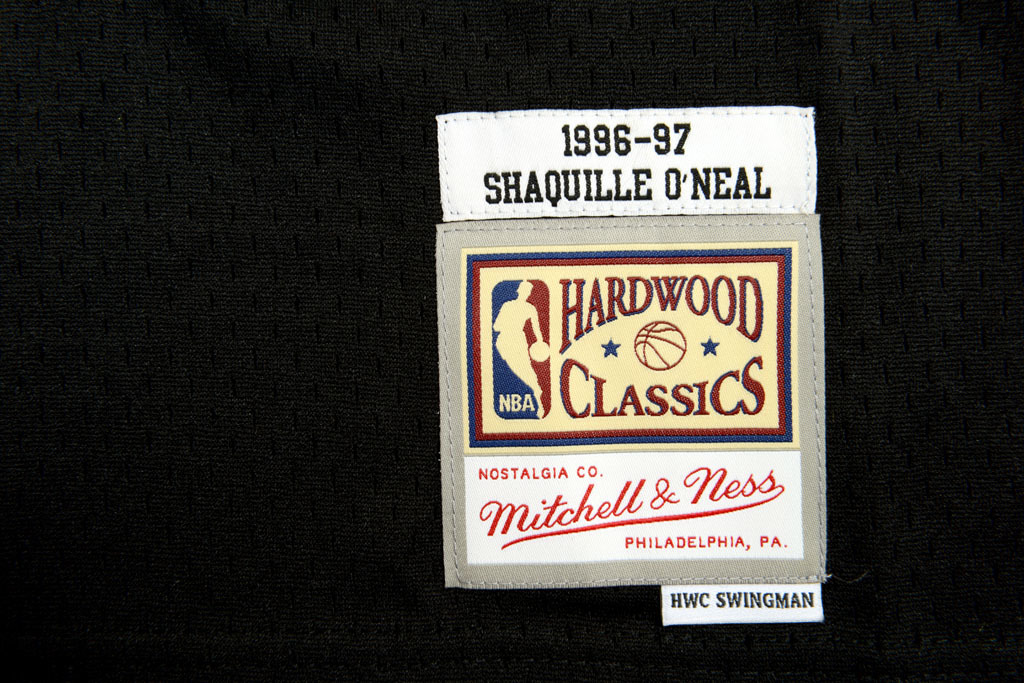 1996-97
SHAQUILLE O'NEAL
HARDWOOD
CLASSICS
NBA
NOSTALGIA CO.
Mitchell & Ness
PHILADELPHIA, PA.
HWC SWINGMAN